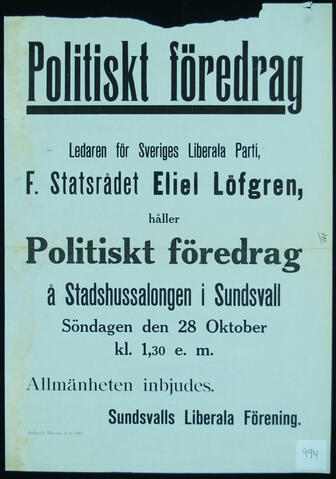 Politiskt föredrag
Ledaren för Sveriges Liberala Parti,
F. Statsrådet Eliel Löfgren,
håller
Politiskt föredrag
å Stadshussalongen i Sundsvall
Söndagen den 28 Oktober
kl. 1,30 e. m.
Allmänheten inbjudes.
Sundsvalls Liberala Förening.
994